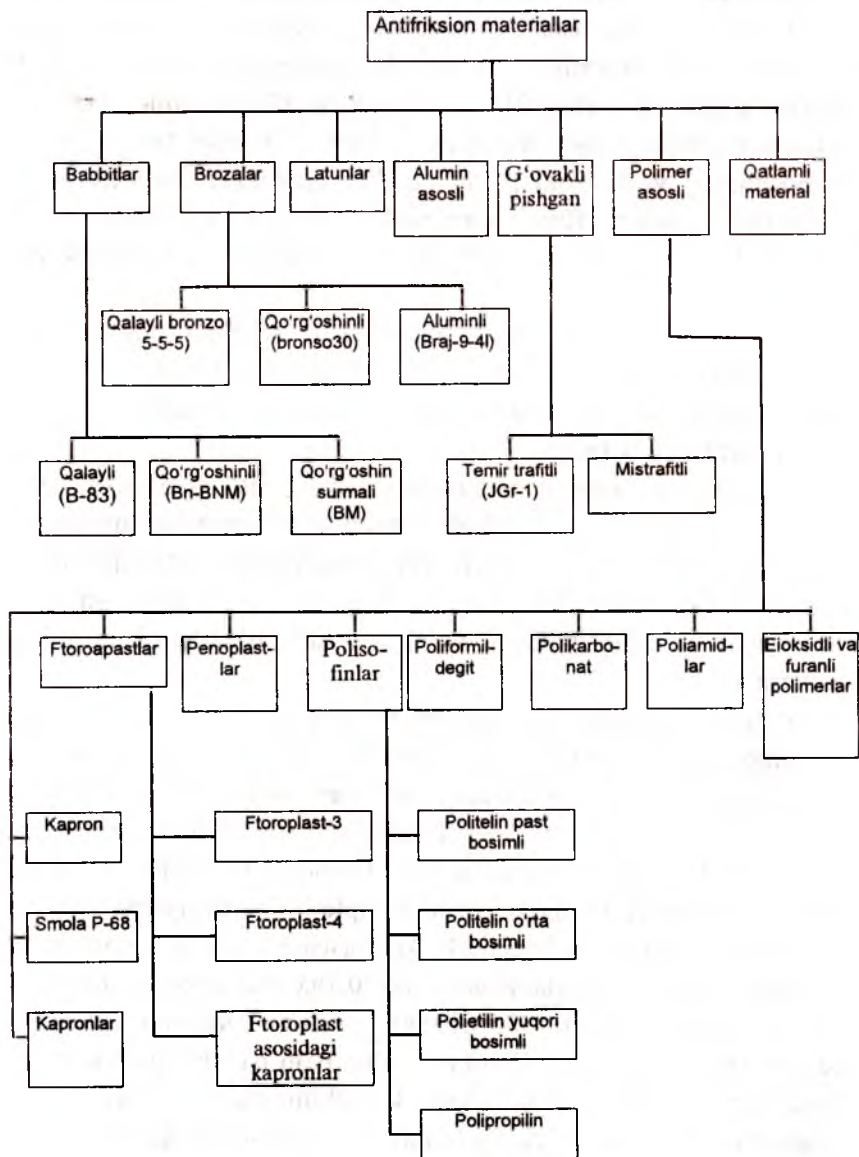 Antifriksion materiallar
Babbitlar
Brozalar
Latunlar
Alumin
asosli
G‘ovakli
pishgan
Polimer
asosli
Qatlamli
material
Qalayli bronzo
5-5-5)
Qo‘rg‘oshinli
(bronso30)
Aluminli
(Braj-9-4l)
Qalayli
(B-83)
Qo‘rg‘oshinli
(Bn-BNM)
Qo‘rg‘oshin
surmali
(BM)
Temir trafitli
(JGr-1)
Mistrafitli
Ftoroapastlar
Penoplast-
lar
Poliso-
finlar
Poliformil-
degit
Polikarbo-
nat
Poliamid-
lar
Eioksidli va
furanli
polimerlar
Kapron
Smola P-68
Kapronlar
Ftoroplast-3
Ftoroplast-4
Ftoroplast
asosidagi
kapronlar
Politelin past
bosimli
Politelin o‘rta
bosimli
Polietilin yuqori
bosimli
Polipropilin